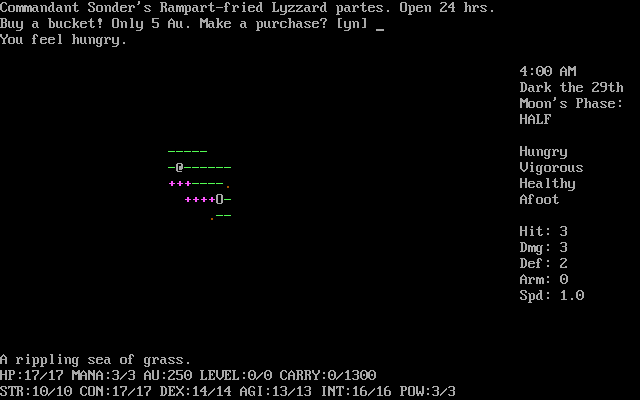 Commandant Sonder's Rampart-fried Lyzzard partes. Open 24 hrs.
Buy a bucket! Only 5 Au. Make a purchase? [yn] _
You feel hungry.
4:00 AM
Dark the 29th
Moon's Phase:
HALF
-----
Hungry
-@------
Vigorous
+++----.
Healthy
++++O-
Afoot
.--
Hit: 3
Dmg: 3
Def: 2
Arm: 0
Spd: 1.0
A rippling sea of grass.
HP:17/17 MANA:3/3 AU:250 LEVEL:0/0 CARRY:0/1300
STR:10/10 CON:17/17 DEX:14/14 AGI:13/13 INT:16/16 POW:3/3